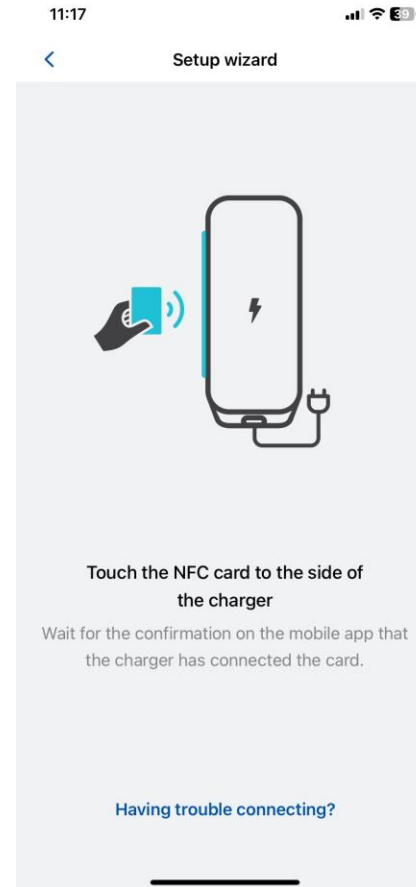 11:17
39
Setup wizard
Touch the NFC card to the side of
the charger
Wait for the confirmation on the mobile app that
the charger has connected the card.
Having trouble connecting?